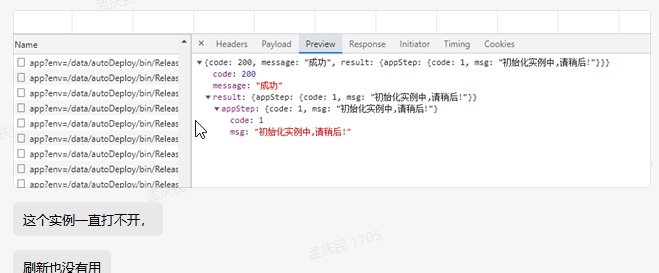 Name
× Headers Payload Preview Response Initiator Timing Cookies
app?env=/data/autoDeploy/bin/Releas
▼{code: 200, message: "成功", result: {appStep: {code: 1, msg: "初始化实例中,请稍后!"}}}
app?env=/data/autoDeploy/bin/Releas
code: 200
app?env=/data/autoDeploy/bin/Releas
message: "成功"
app?env=/data/autoDeploy/bin/Releas
▼result: {appStep: {code: 1, msg: "初始化实例中,请稍后!"}}
▼appStep: {code: 1, msg: "初始化实例中,请稍后!"}
app?env=/data/autoDeploy/bin/Releas
code: 1
app?env=/data/autoDeploy/bin/Releas
msg: "初始化实例中,请稍后!"
app?env=/data/autoDeploy/bin/Releas
app?env=/data/autoDeploy/bin/Releas
app?env=/data/autoDeploy/bin/Releas
这个实例一直打不开，
孟庆民 1705
刷新也没有用